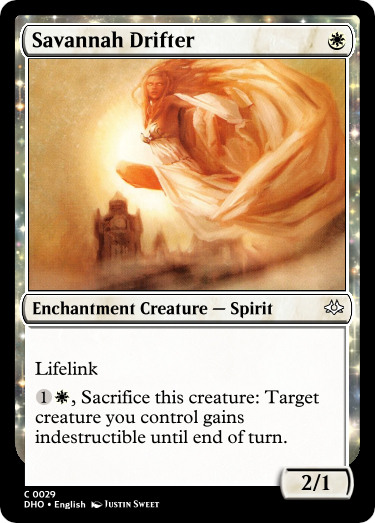 Savannah Drifter
Enchantment Creature — Spirit
Lifelink
1, Sacrifice this creature: Target
creature you control gains
indestructible until end of turn.
2/1
C 0029
DHO • English Justin Sweet